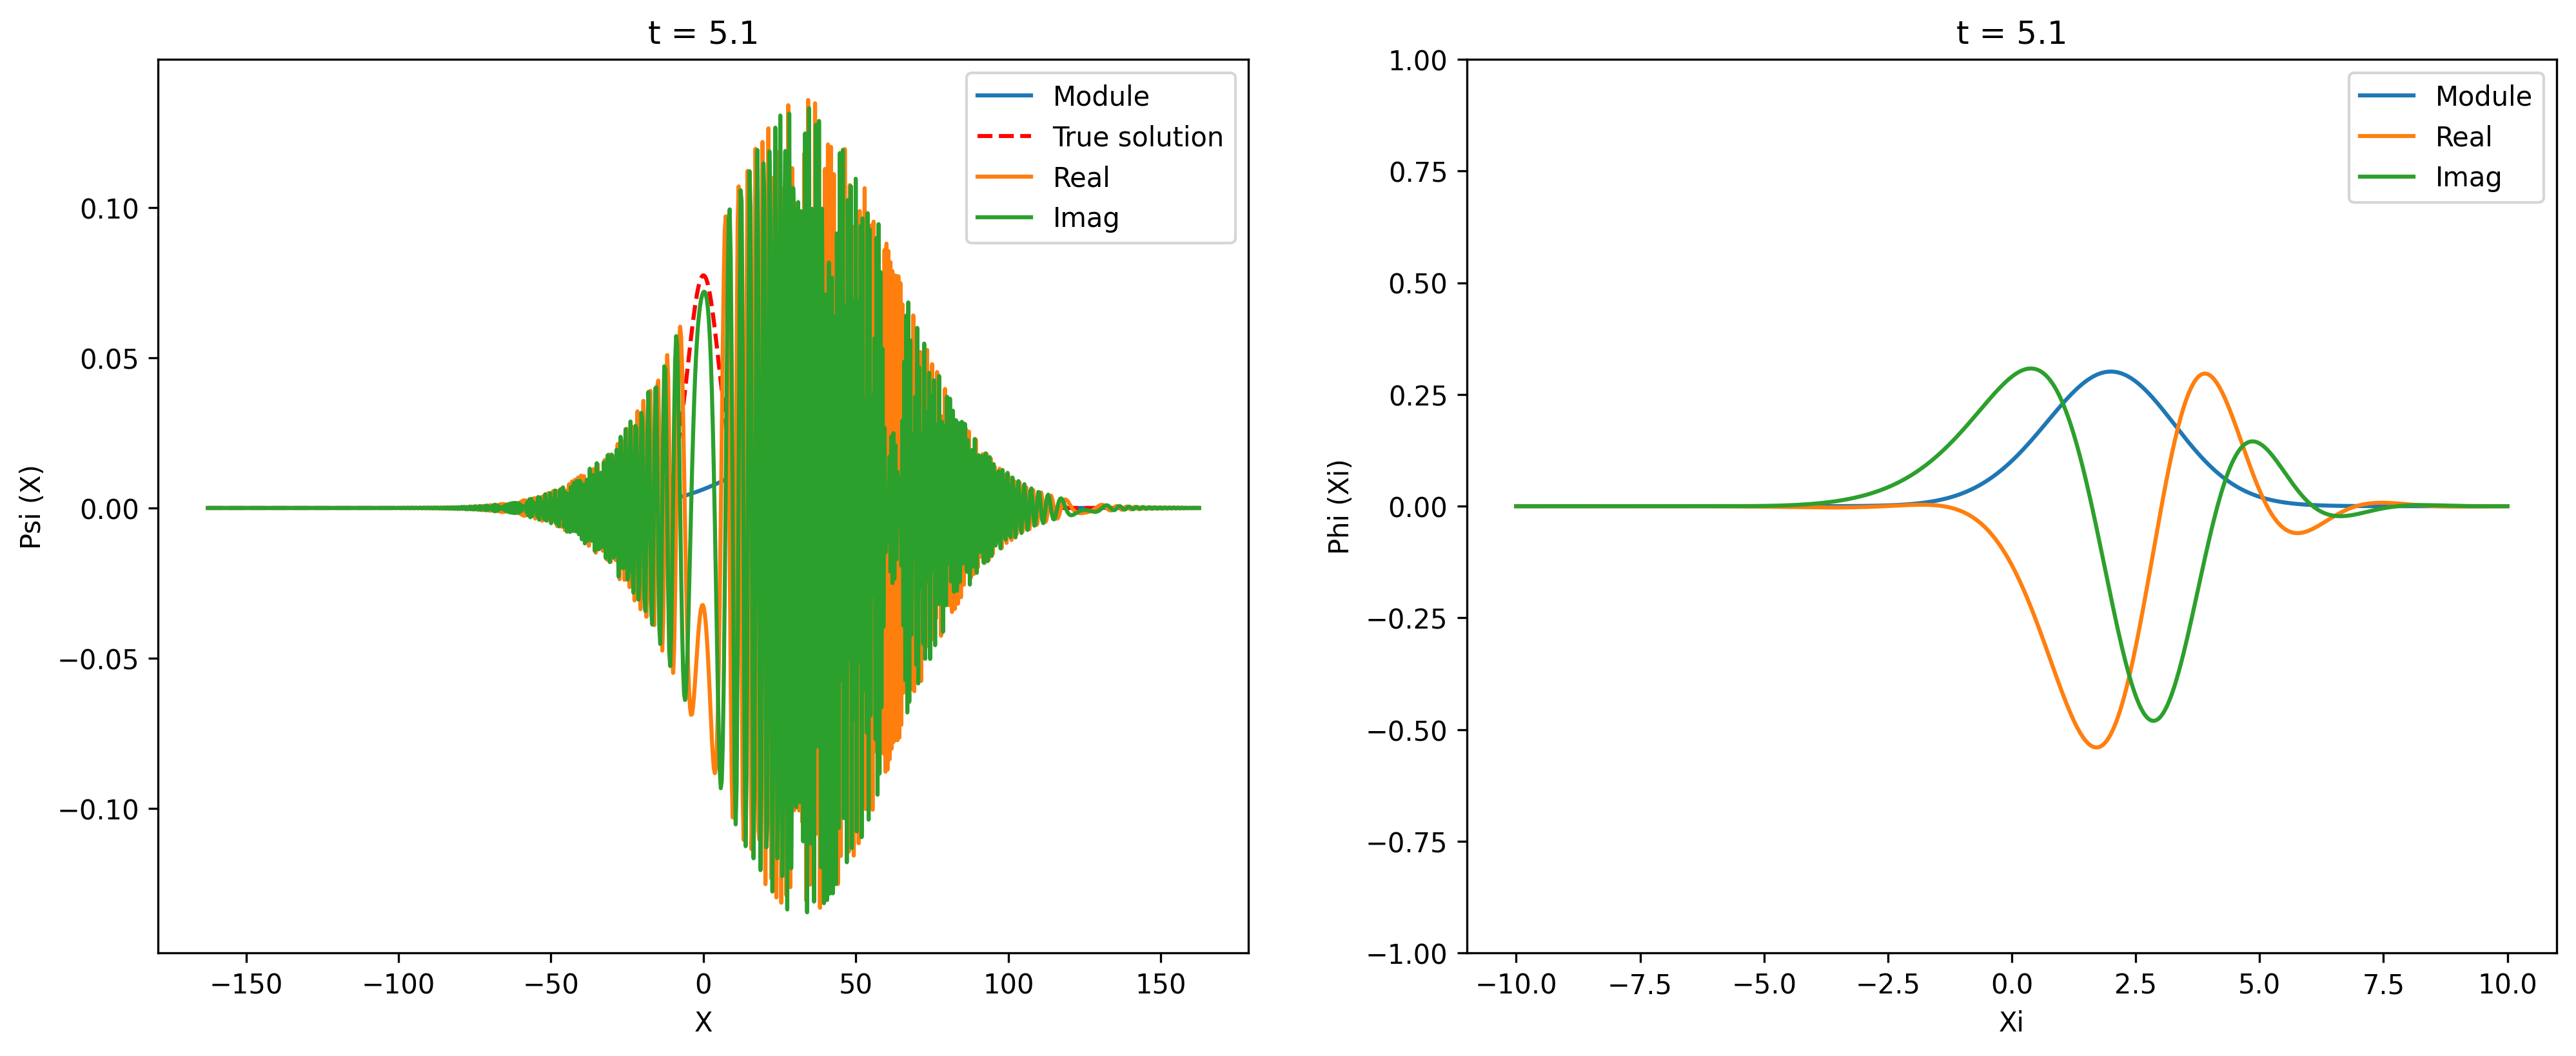 t = 5.1
Module
True solution
Real
Imag
0.10
0.05
0.00
−0.05
−0.10
Psi (X)
−150
−100
−50
0
50
100
150
X
t = 5.1
Module
Real
Imag
1.00
0.75
0.50
0.25
0.00
−0.25
−0.50
−0.75
−1.00
Phi (Xi)
−10.0
−7.5
−5.0
−2.5
0.0
2.5
5.0
7.5
10.0
Xi